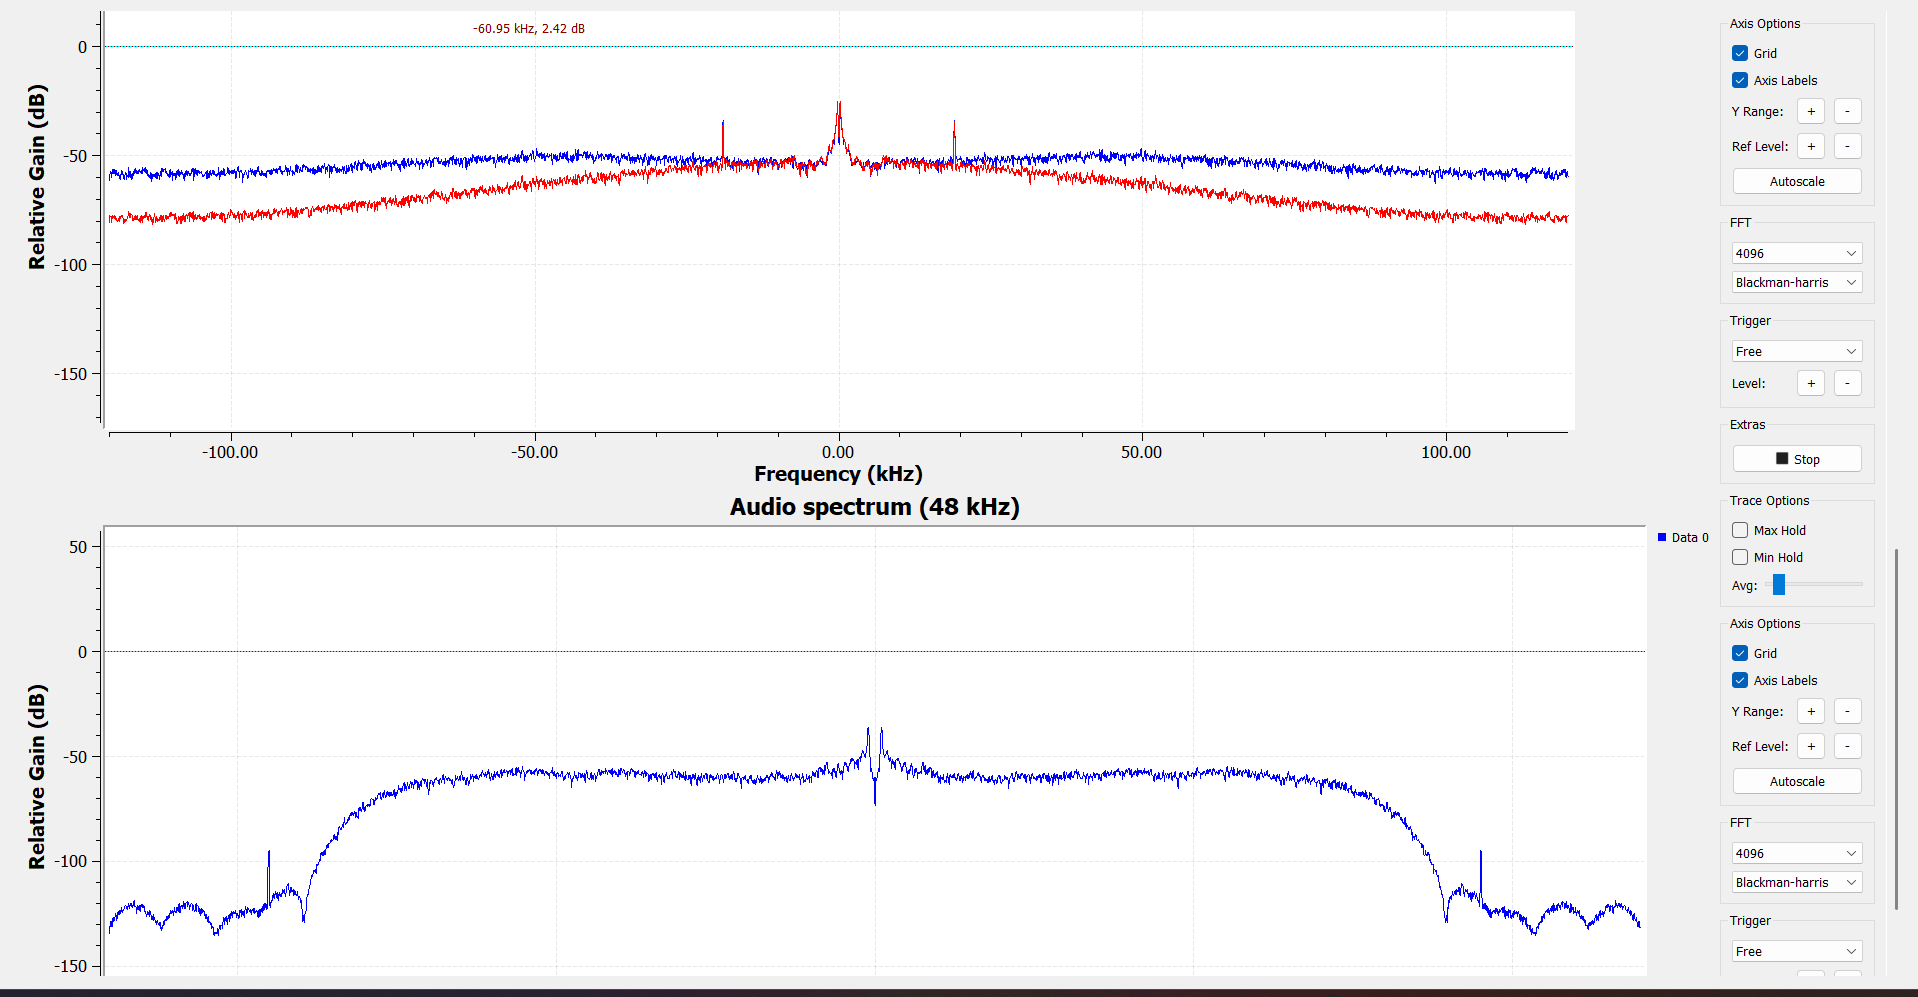 -60.95 kHz, 2.42 dB
0
-50
-100
-150
Relative Gain (dB)
-100.00
-50.00
0.00
50.00
100.00
Frequency (kHz)
Audio spectrum (48 kHz)
50
0
-50
-100
-150
Relative Gain (dB)
Data 0
Axis Options
Grid
Axis Labels
Y Range: + -
Ref Level: + -
Autoscale
FFT
4096
Blackman-harris
Trigger
Free
Level: + -
Extras
Stop
Trace Options
Max Hold
Min Hold
Avg:
Axis Options
Grid
Axis Labels
Y Range: + -
Ref Level: + -
Autoscale
FFT
4096
Blackman-harris
Trigger
Free